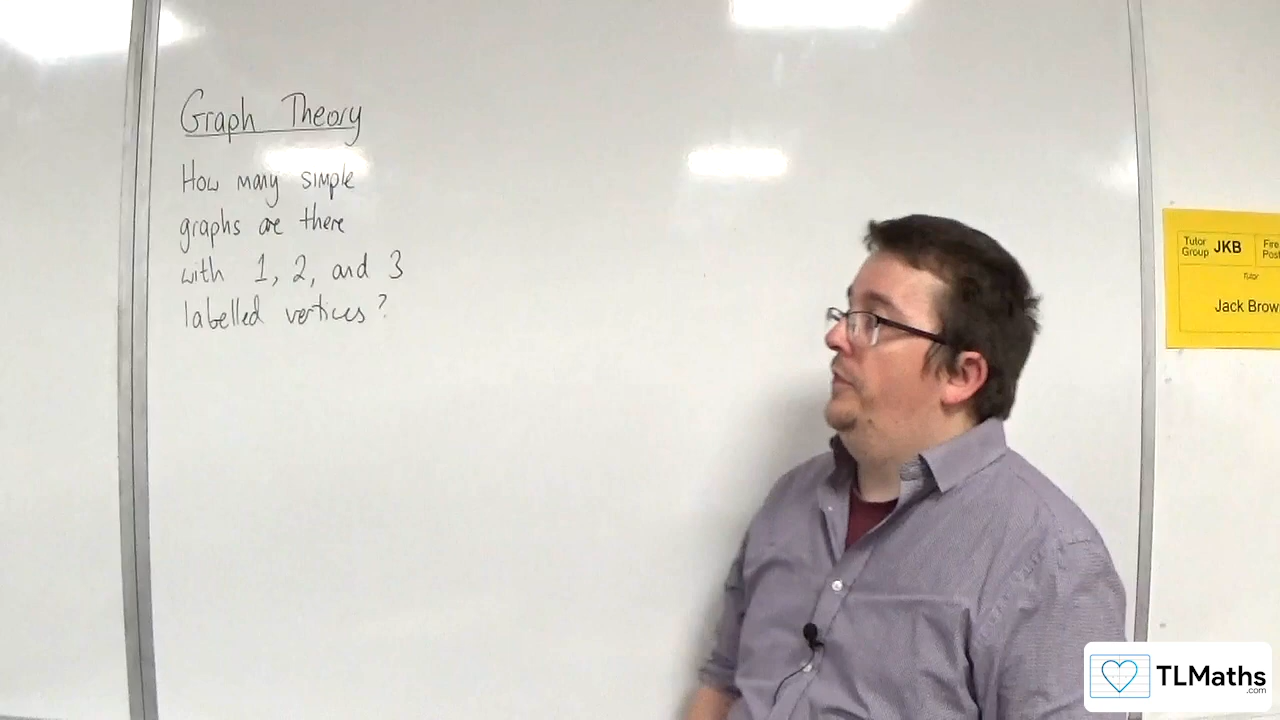 Graph Theory
How many simple
graphs are there
with 1, 2, and 3
labelled vertices?
Tutor Group JKB
Fire
Tutor
Jack Brow
TLMaths
.com